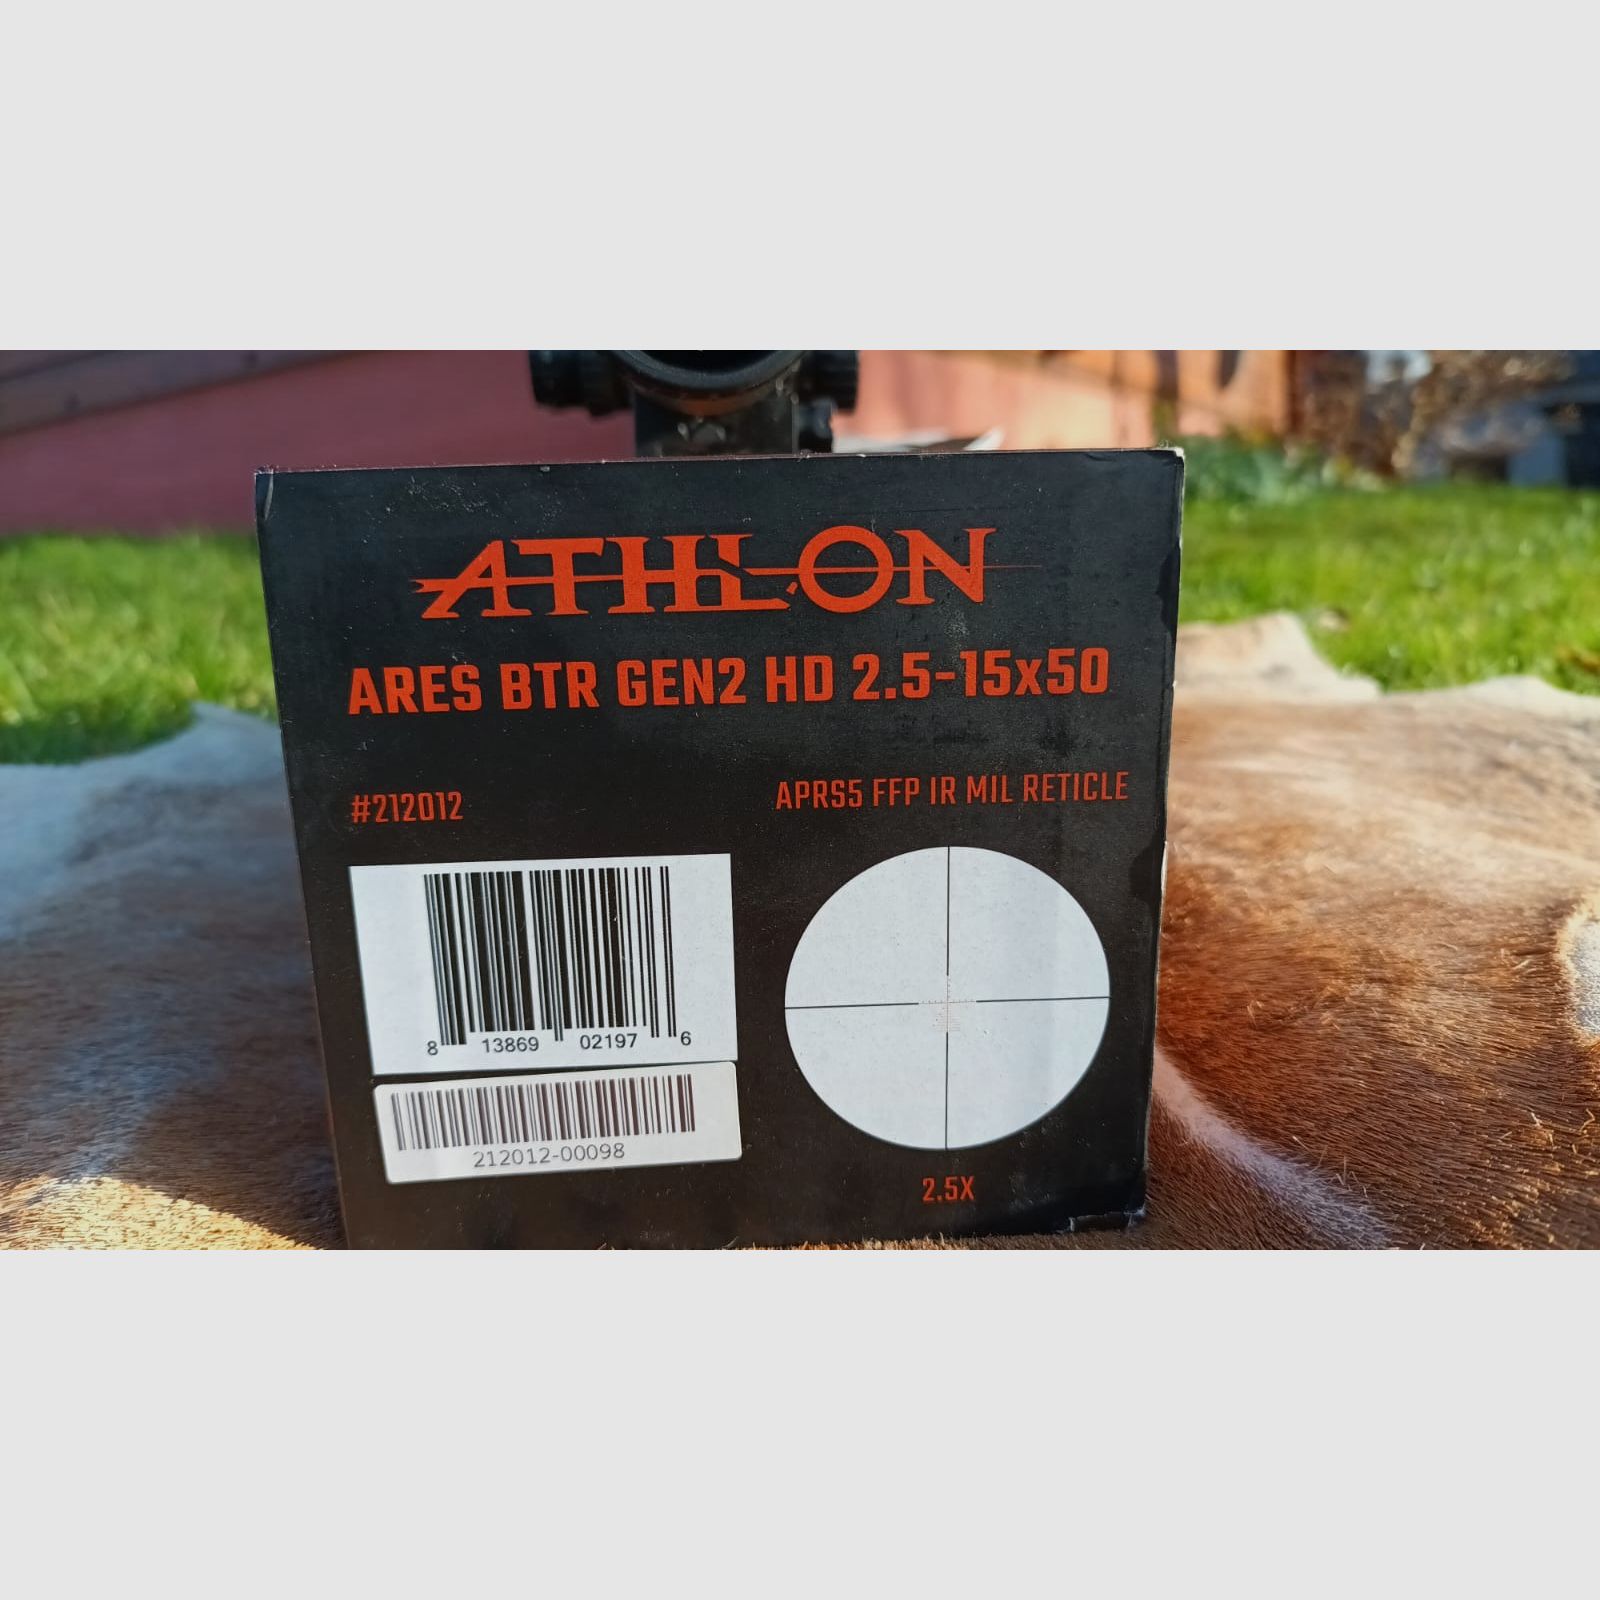 ATHLON
ARES BTR GEN2 HD 2.5-15x50
#212012
APRS5 FFP IR MIL RETICLE
8 13869 02197 6
212012-00098
2.5X